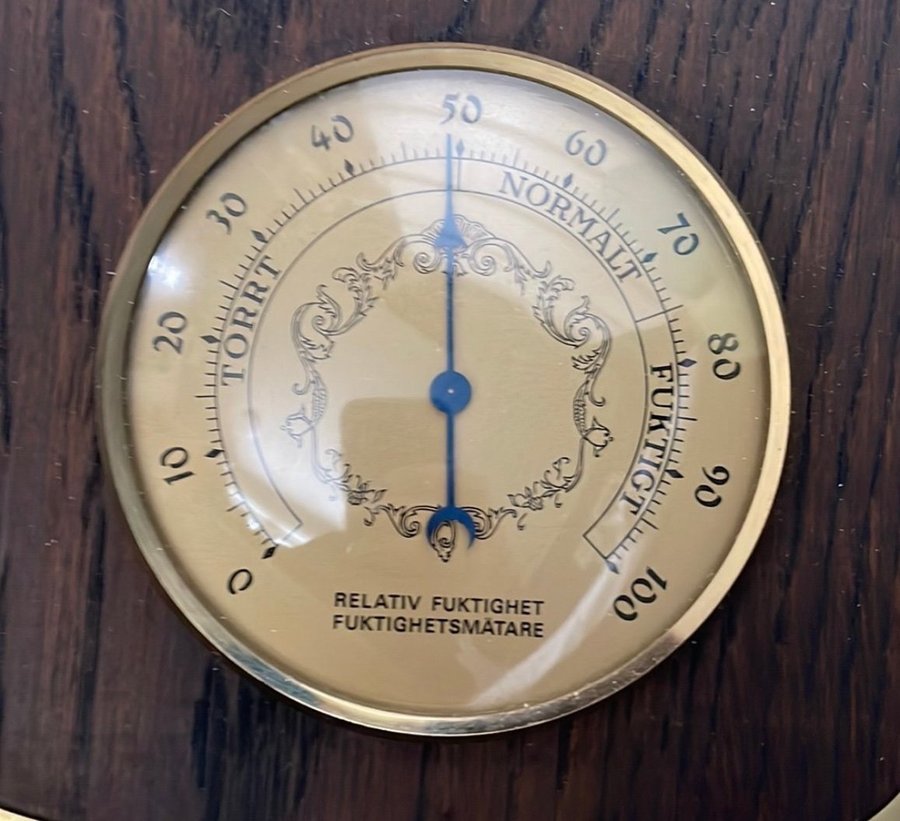 0
10
20
30
40
50
60
70
80
90
100
TORRT
NORMALT
FUKTIGT
RELATIV FUKTIGHET
FUKTIGHETSMÄTARE